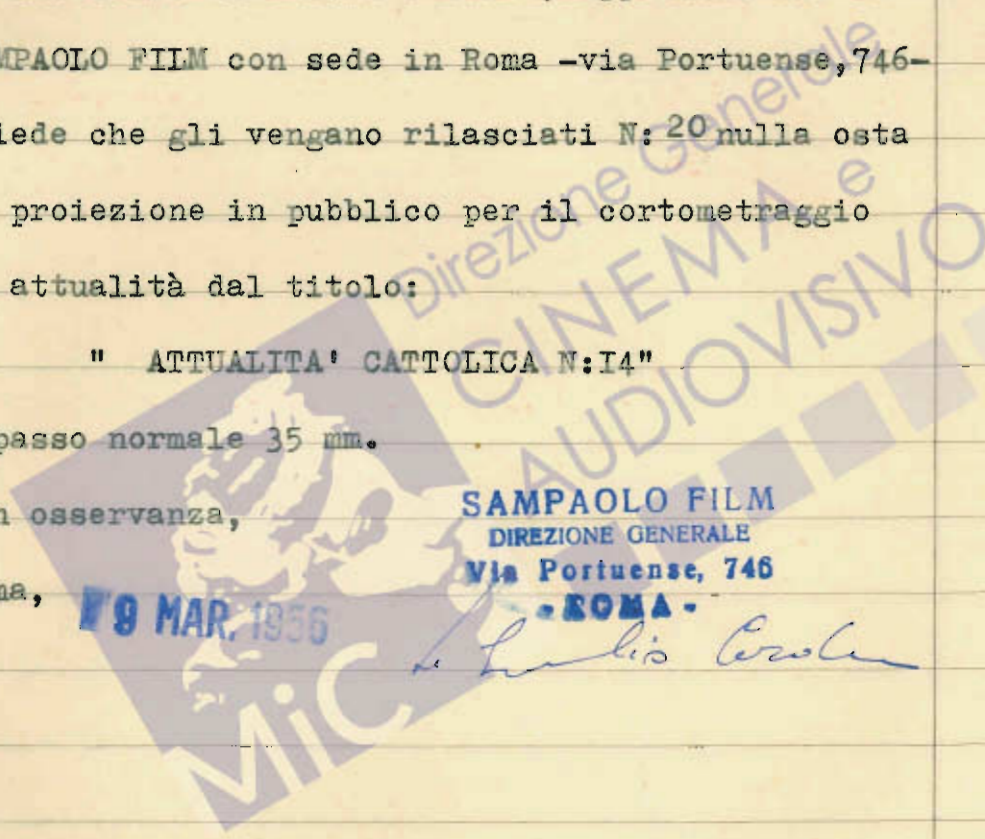 MPAOLO FILM con sede in Roma -via Portuense,746-
iede che gli vengano rilasciati N: 20 nulla osta
proiezione in pubblico per il cortometraggio
attualità dal titolo:
" ATTUALITA' CATTOLICA N:I4"
passo normale 35 mm.
n osservanza,
ma,
9 MAR. 1956
SAMPAOLO FILM
DIREZIONE GENERALE
Via Portuense, 746
- ROMA -
Direzione Generale
CINEMA e
AUDIOVISIVO
MiC